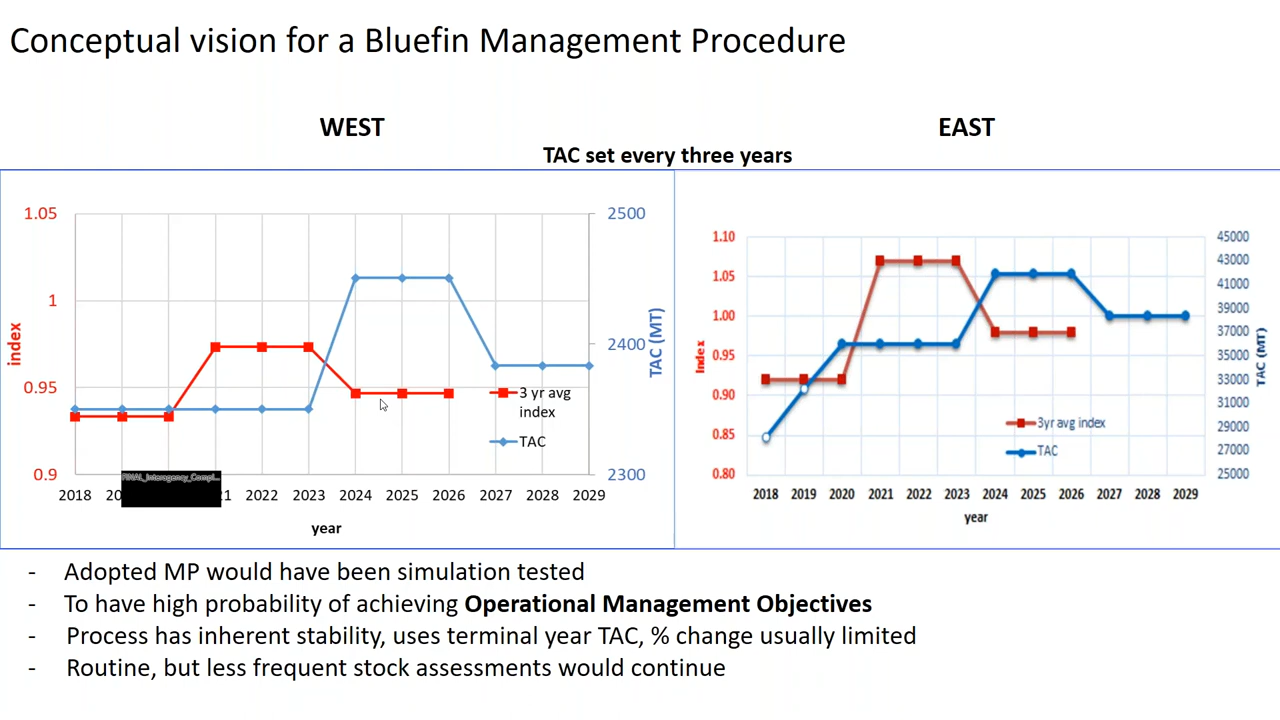 Conceptual vision for a Bluefin Management Procedure
WEST
EAST
TAC set every three years
1.05
1
0.95
0.9
index
2500
2400
2300
TAC (MT)
3 yr avg
index
TAC
2018 20 21 2022 2023 2024 2025 2026 2027 2028 2029
year
1.10
1.05
1.00
0.95
0.90
0.85
0.80
Index
45000
43000
41000
39000
37000
35000
33000
31000
29000
27000
25000
TAC (MT)
3yr avg index
TAC
2018 2019 2020 2021 2022 2023 2024 2025 2026 2027 2028 2029
year
- Adopted MP would have been simulation tested
- To have high probability of achieving Operational Management Objectives
- Process has inherent stability, uses terminal year TAC, % change usually limited
- Routine, but less frequent stock assessments would continue